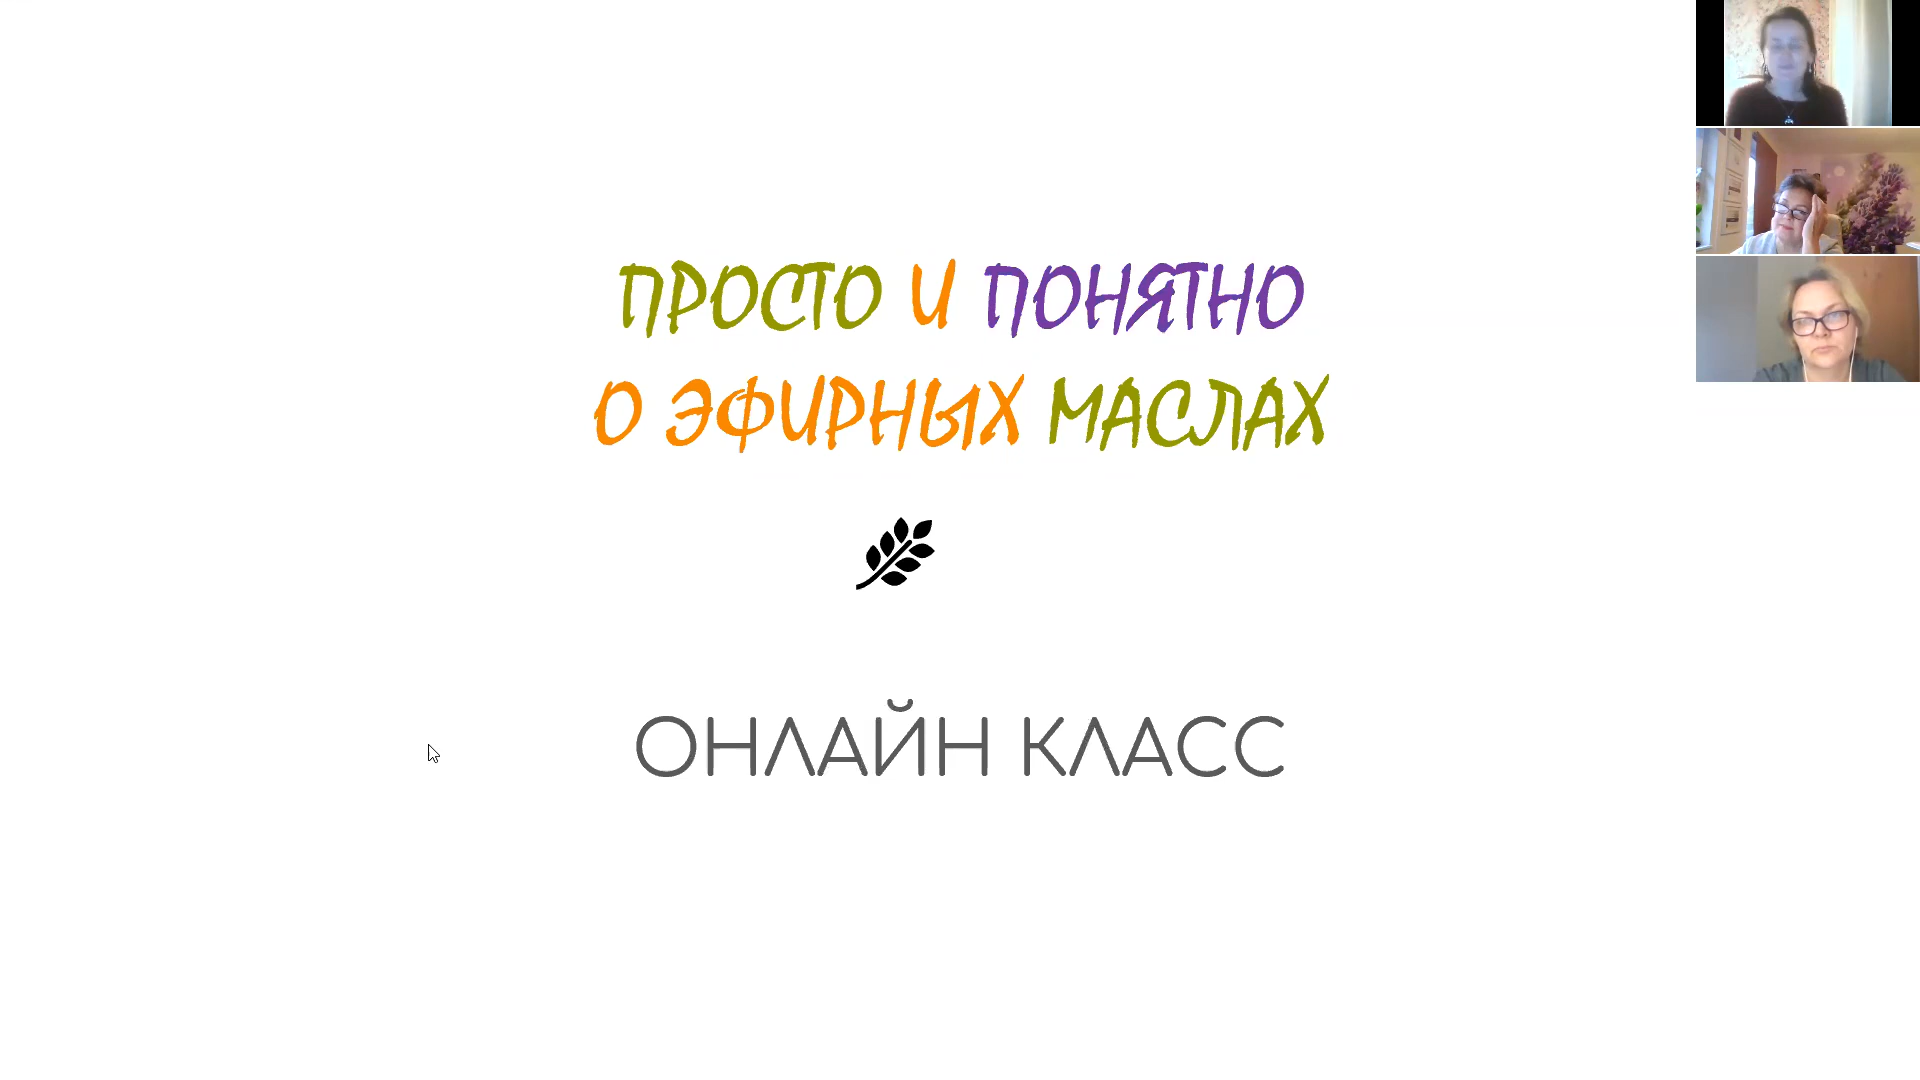 ПРОСТО И ПОНЯТНО
О ЭФИРНЫХ МАСЛАХ
ОНЛАЙН КЛАСС